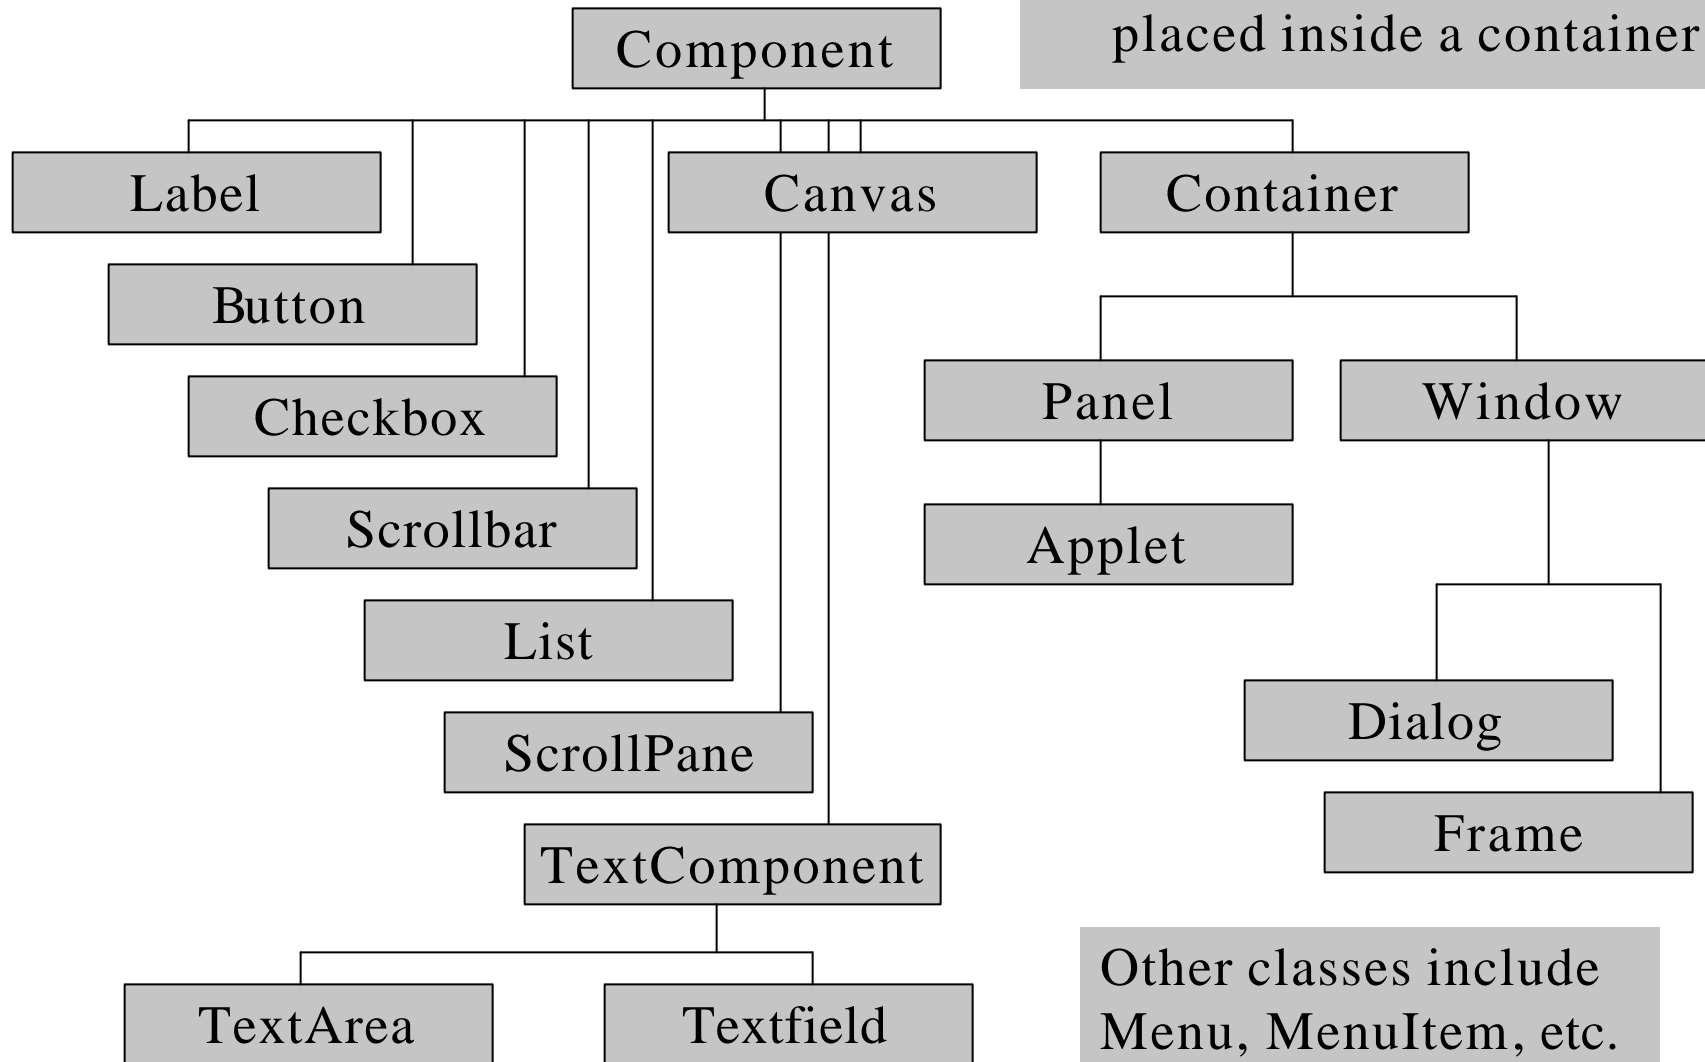 Component
placed inside a container
Label
Canvas
Container
Button
Checkbox
Panel
Window
Scrollbar
Applet
List
Dialog
ScrollPane
Frame
TextComponent
Other classes include
Menu, MenuItem, etc.
TextArea
Textfield